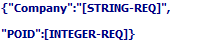 {"Company":"[STRING-REQ]",
"POID":[INTEGER-REQ]}